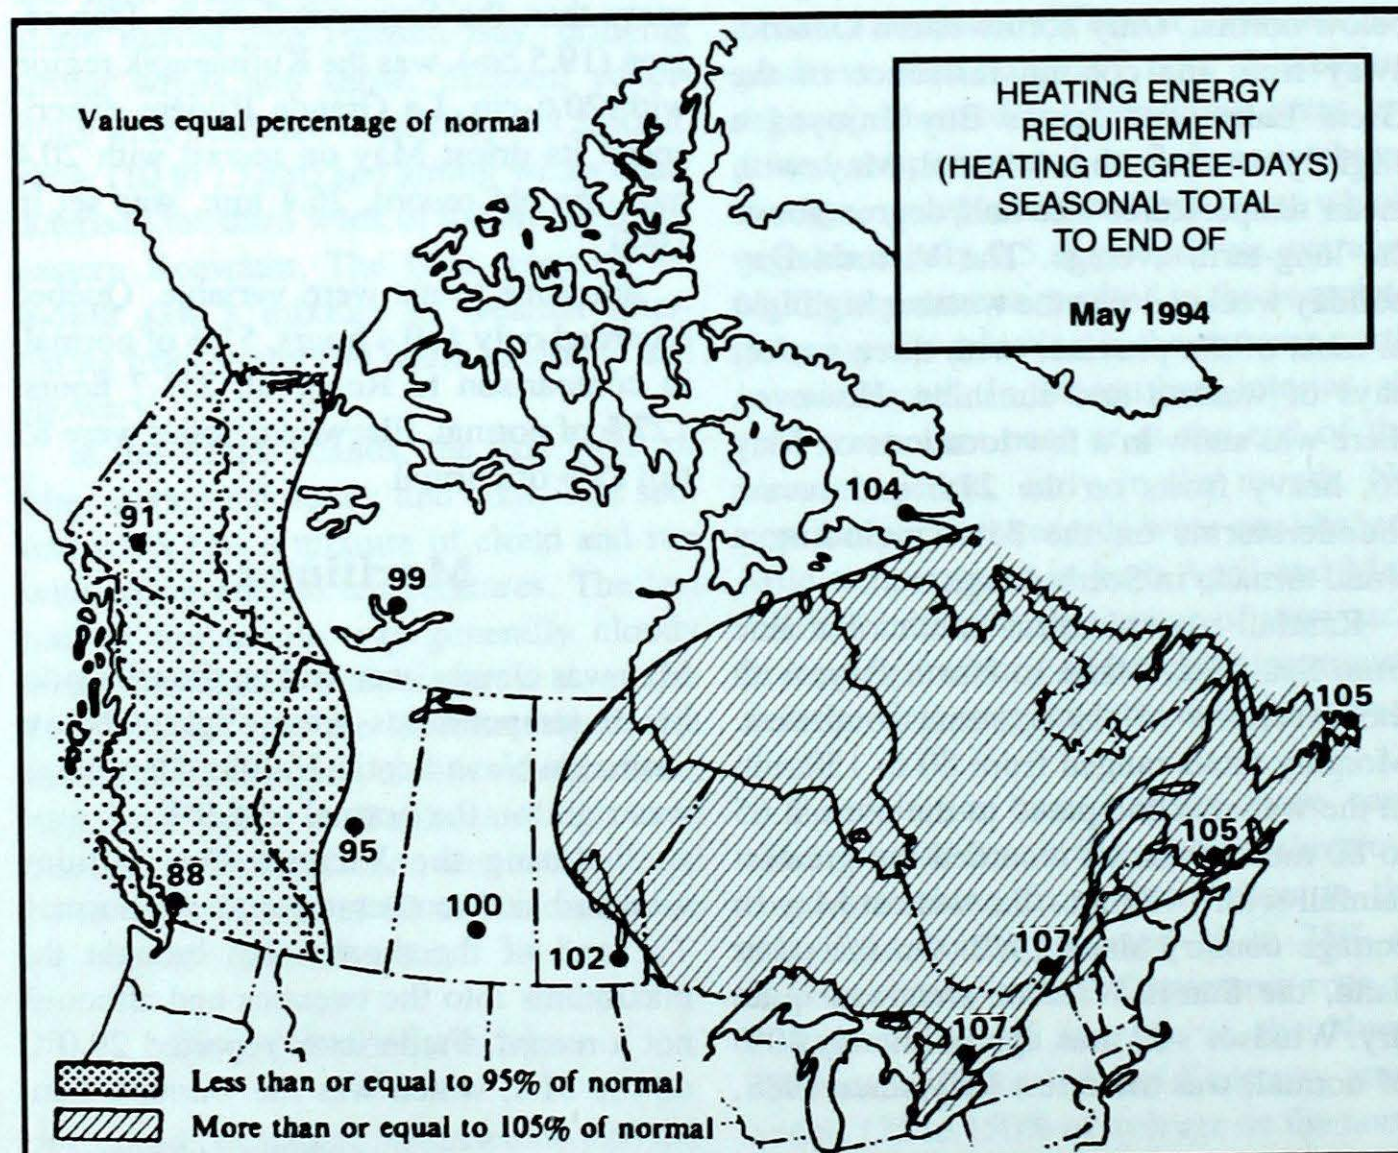 Values equal percentage of normal
HEATING ENERGY
REQUIREMENT
(HEATING DEGREE-DAYS)
SEASONAL TOTAL
TO END OF
May 1994
104
91
99
105
95
105
88
100
107
102
107
Less than or equal to 95% of normal
More than or equal to 105% of normal